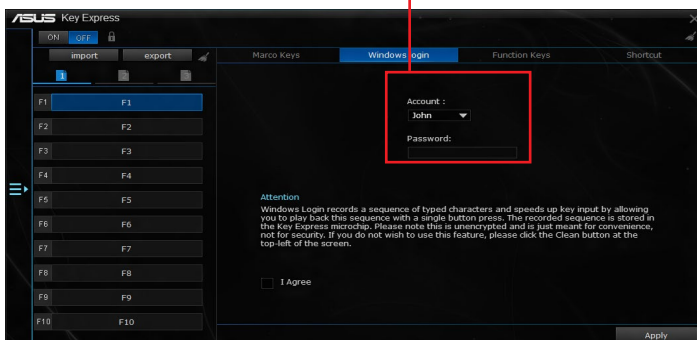 ASUS Key Express
ON OFF
import export
Marco Keys Windows login Function Keys Shortcut
1 2 3
F1 F1
F2 F2
F3 F3
F4 F4
F5 F5
F6 F6
F7 F7
F8 F8
F9 F9
F10 F10
Account :
John
Password:
Attention
Windows Login records a sequence of typed characters and speeds up key input by allowing
you to play back this sequence with a single button press. The recorded sequence is stored in
the Key Express microchip. Please note this is unencrypted and is just meant for convenience,
not for security. If you do not wish to use this feature, please click the Clean button at the
top-left of the screen.
I Agree
Apply